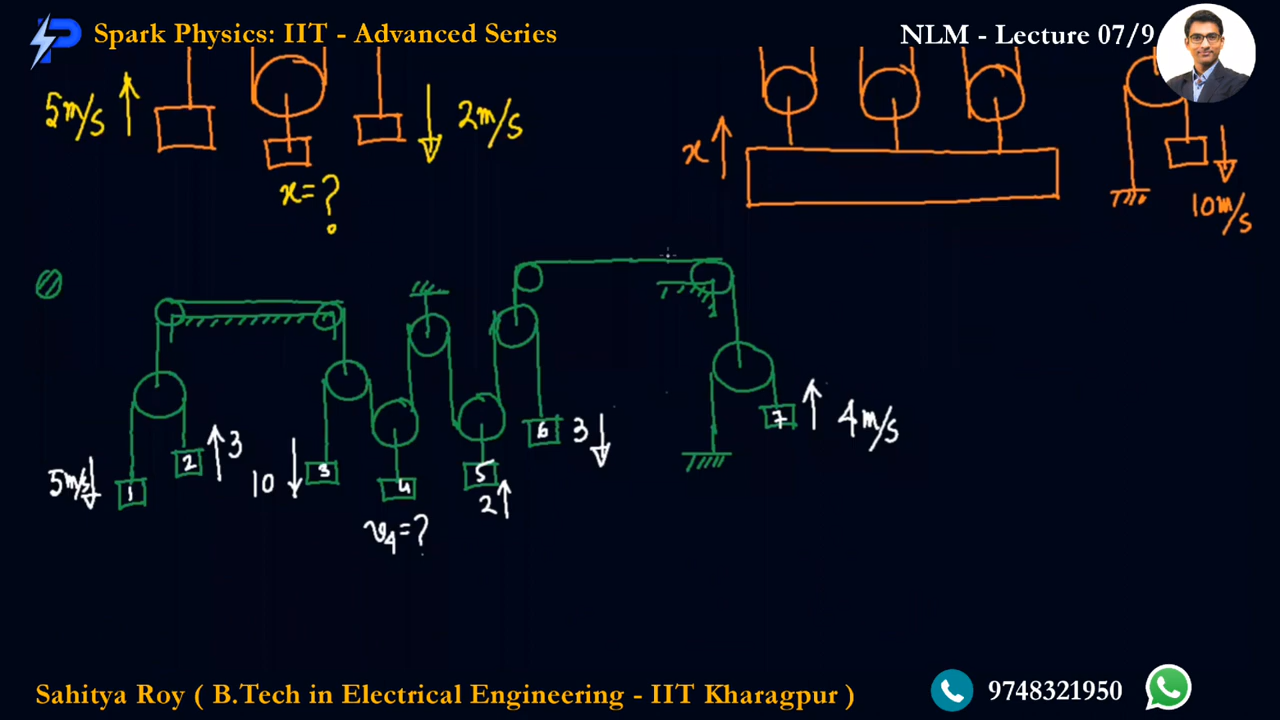 Spark Physics: IIT - Advanced Series
NLM - Lecture 07/9
5m/s
2m/s
x=?
x
10m/s
5m/s
1
2
3
10
3
4
v₄=?
5
2
6
3
7
4m/s
Sahitya Roy ( B.Tech in Electrical Engineering - IIT Kharagpur )
9748321950